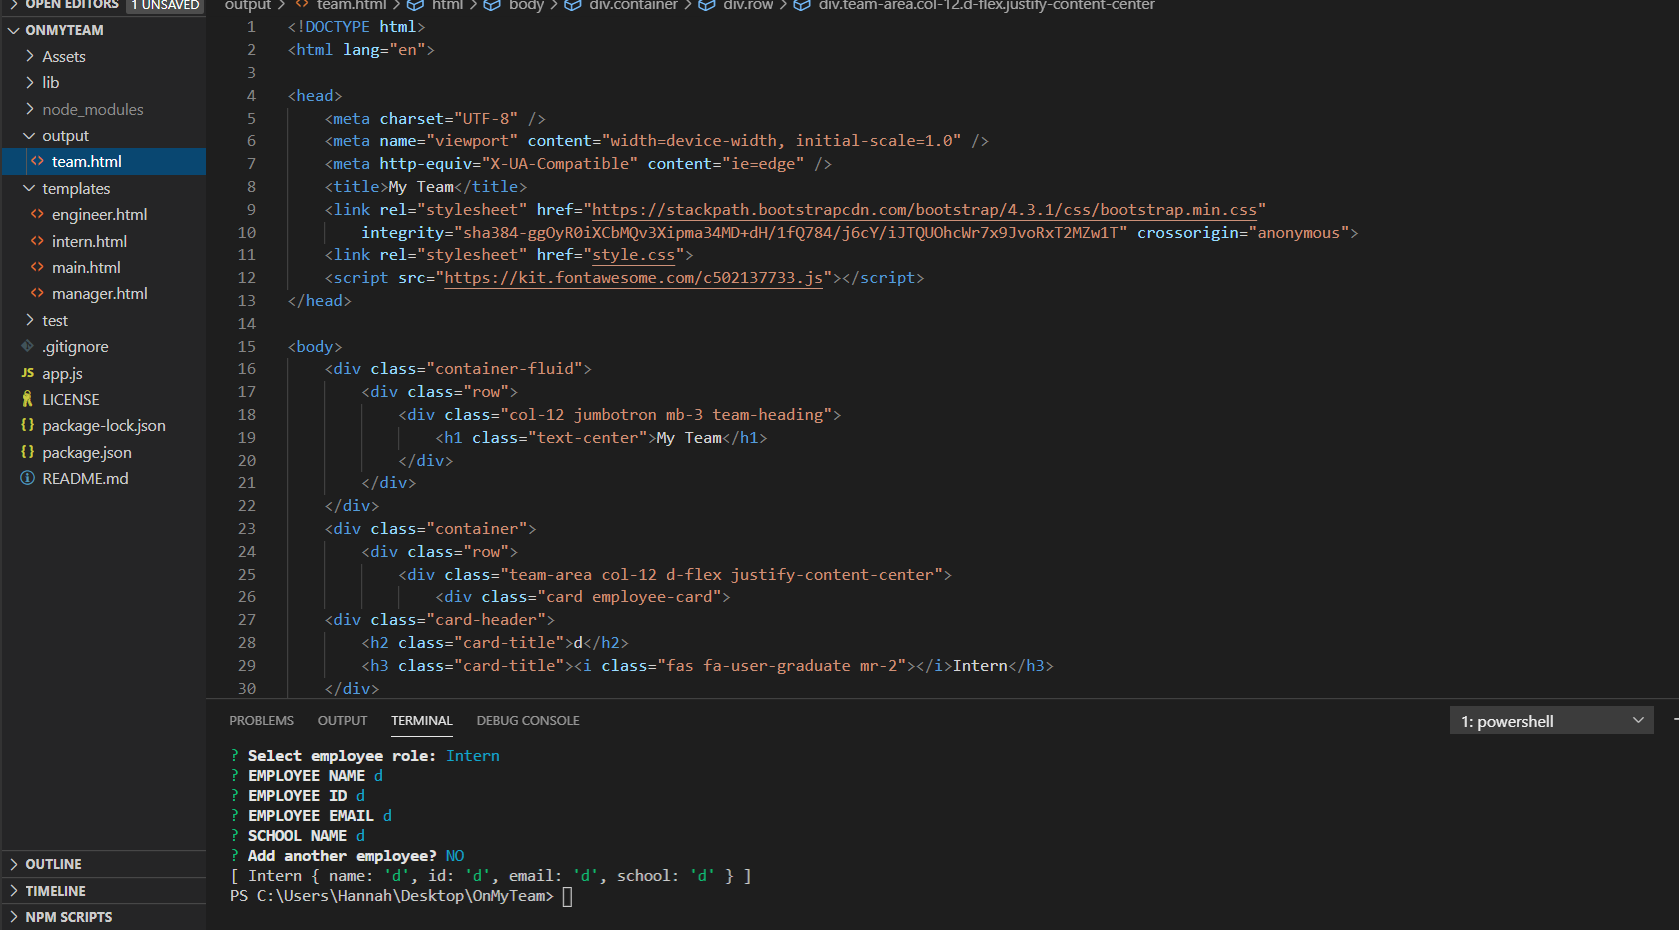 OPEN EDITORS 1 UNSAVED
ONMYTEAM
Assets
lib
node_modules
output
team.html
templates
engineer.html
intern.html
main.html
manager.html
test
.gitignore
JS app.js
LICENSE
{} package-lock.json
{} package.json
README.md
OUTLINE
TIMELINE
NPM SCRIPTS
output > team.html > html > body > div.container > div.row > div.team-area.col-12.d-flex.justify-content-center
1 <!DOCTYPE html>
2 <html lang="en">
3
4 <head>
5 <meta charset="UTF-8" />
6 <meta name="viewport" content="width=device-width, initial-scale=1.0" />
7 <meta http-equiv="X-UA-Compatible" content="ie=edge" />
8 <title>My Team</title>
9 <link rel="stylesheet" href="https://stackpath.bootstrapcdn.com/bootstrap/4.3.1/css/bootstrap.min.css"
10 integrity="sha384-ggOyR0iXCbMQv3Xipma34MD+dH/1fQ784/j6cY/iJTQUOhcWr7x9JvoRxT2MZw1T" crossorigin="anonymous">
11 <link rel="stylesheet" href="style.css">
12 <script src="https://kit.fontawesome.com/c502137733.js"></script>
13 </head>
14
15 <body>
16 <div class="container-fluid">
17 <div class="row">
18 <div class="col-12 jumbotron mb-3 team-heading">
19 <h1 class="text-center">My Team</h1>
20 </div>
21 </div>
22 </div>
23 <div class="container">
24 <div class="row">
25 <div class="team-area col-12 d-flex justify-content-center">
26 <div class="card employee-card">
27 <div class="card-header">
28 <h2 class="card-title">d</h2>
29 <h3 class="card-title"><i class="fas fa-user-graduate mr-2"></i>Intern</h3>
30 </div>
PROBLEMS OUTPUT TERMINAL DEBUG CONSOLE 1: powershell
? Select employee role: Intern
? EMPLOYEE NAME d
? EMPLOYEE ID d
? EMPLOYEE EMAIL d
? SCHOOL NAME d
? Add another employee? NO
[ Intern { name: 'd', id: 'd', email: 'd', school: 'd' } ]
PS C:\Users\Hannah\Desktop\OnMyTeam>